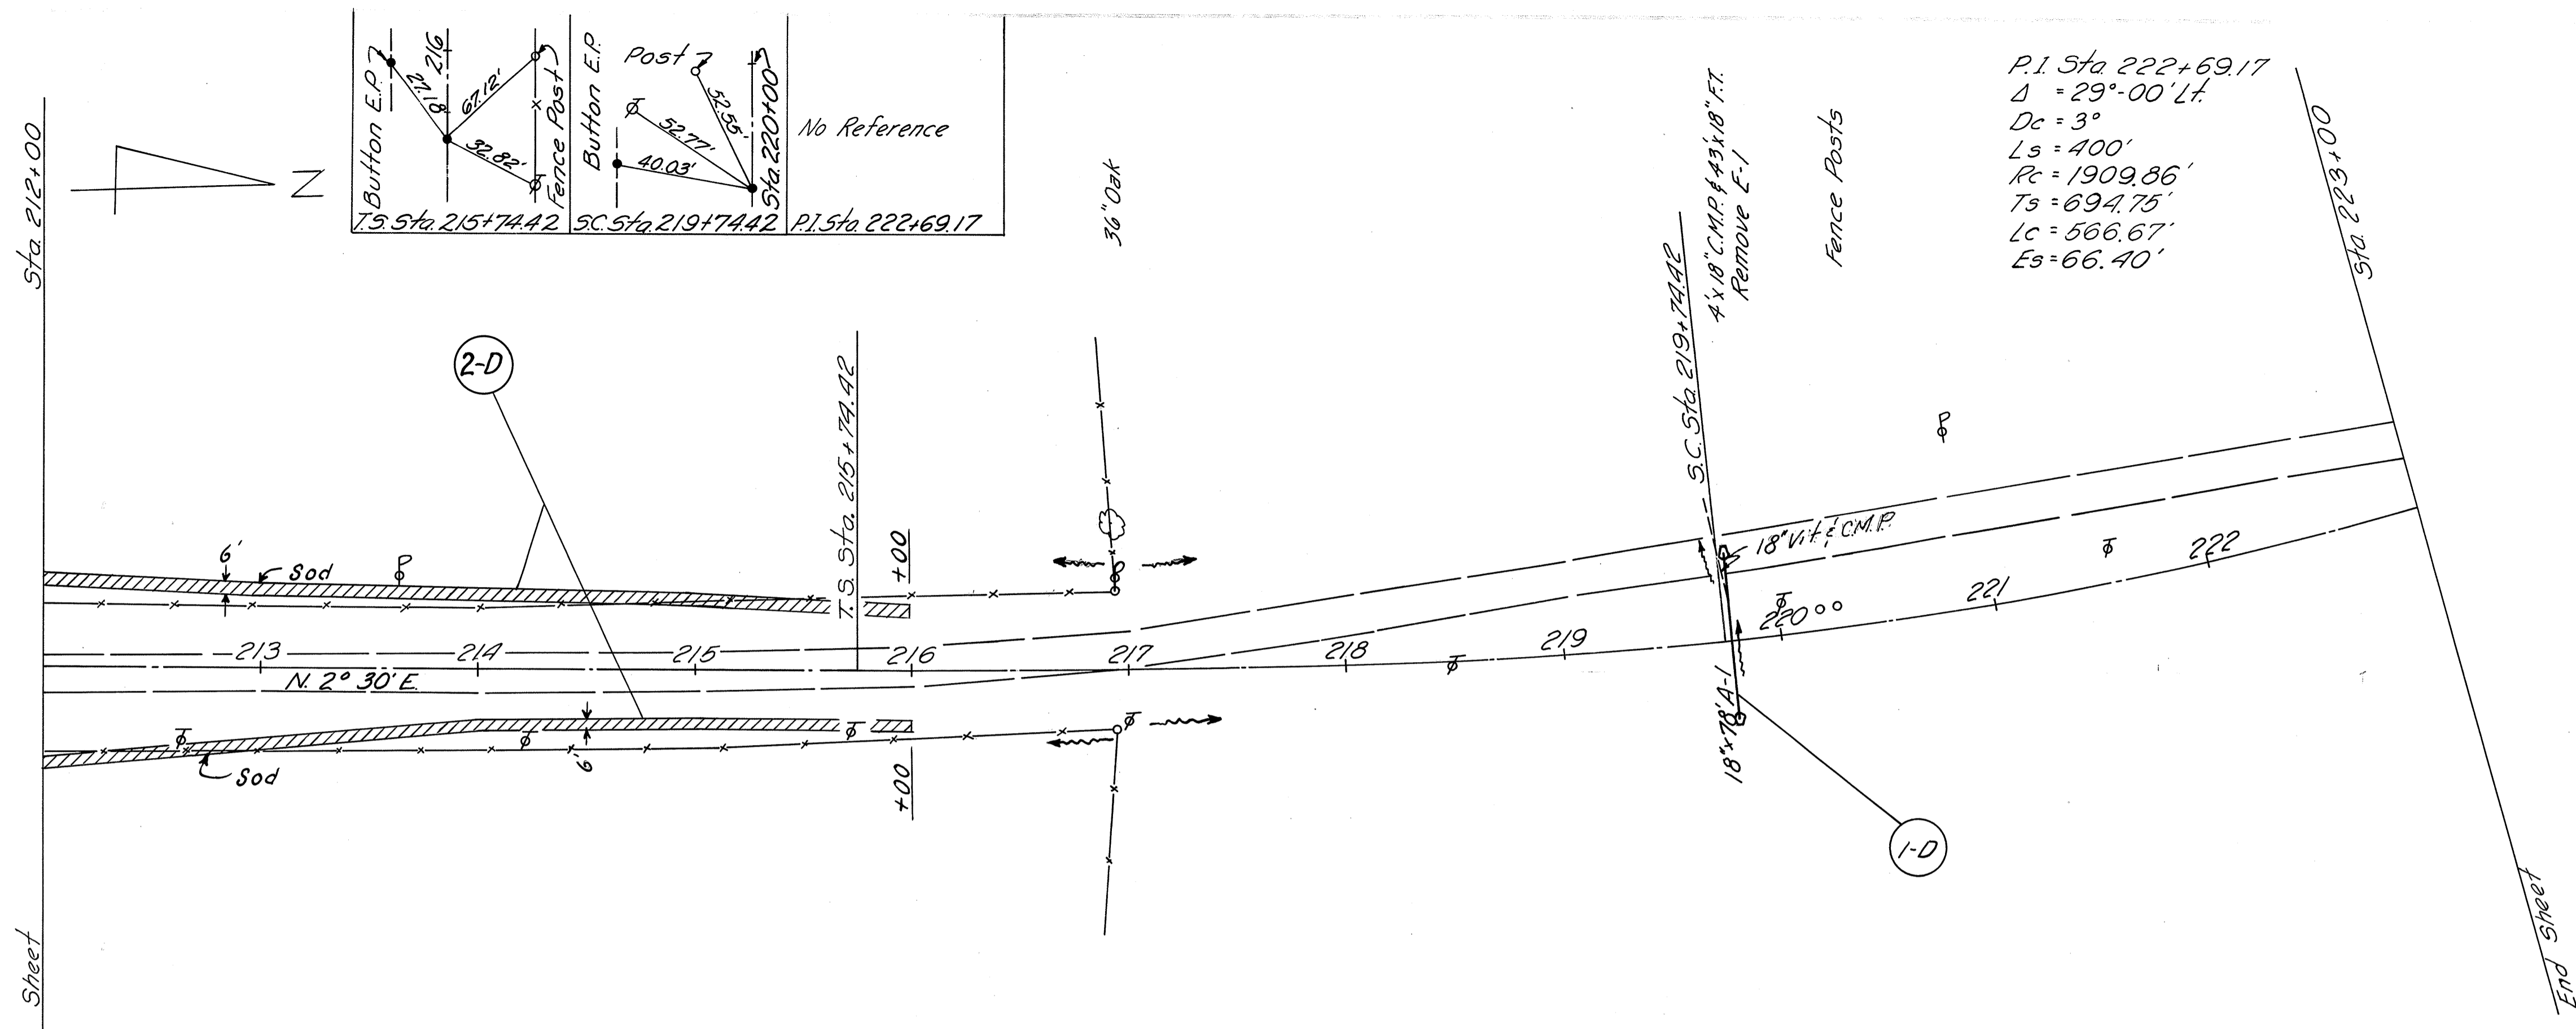 Sta. 212+00
Sheet
Z
Button E.P.
27.18'
216
67.12'
32.82'
Fence Post
T.S. Sta. 215+74.42
Button E.P.
Post
52.55'
52.77'
40.03'
Sta. 220+00
S.C. Sta. 219+74.42
No Reference
P.I. Sta. 222+69.17
36" Oak
S.C. Sta. 219+74.42
4'x18" C.M.P. & 43'x18" F.T.
Remove E-1
Fence Posts
P.I. Sta. 222+69.17
Δ = 29°-00' Lt.
Dc = 3°
Ls = 400'
Rc = 1909.86'
Ts = 694.75'
Lc = 566.67'
Es = 66.40'
Sta. 223+00
2-D
T.S. Sta. 215+74.42
6'
Sod
P
+00
P
18" Vit & C.M.P.
213
214
215
216
217
218
219
220
221
222
N. 2° 30' E.
Sod
6'
+00
18"x78' A-1
1-D
End Sheet